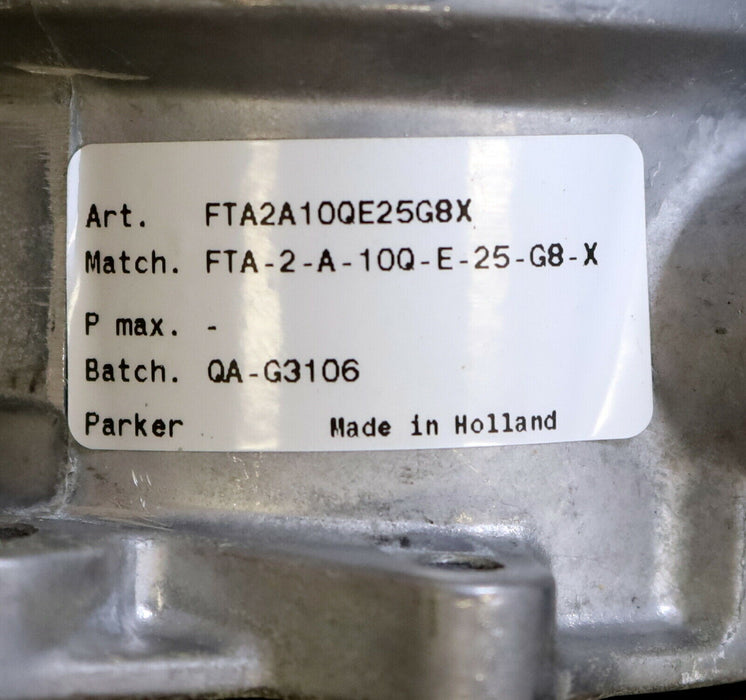 Art. FTA2A10QE25G8X
Match. FTA-2-A-10Q-E-25-G8-X
P max. -
Batch. QA-G3106
Parker Made in Holland